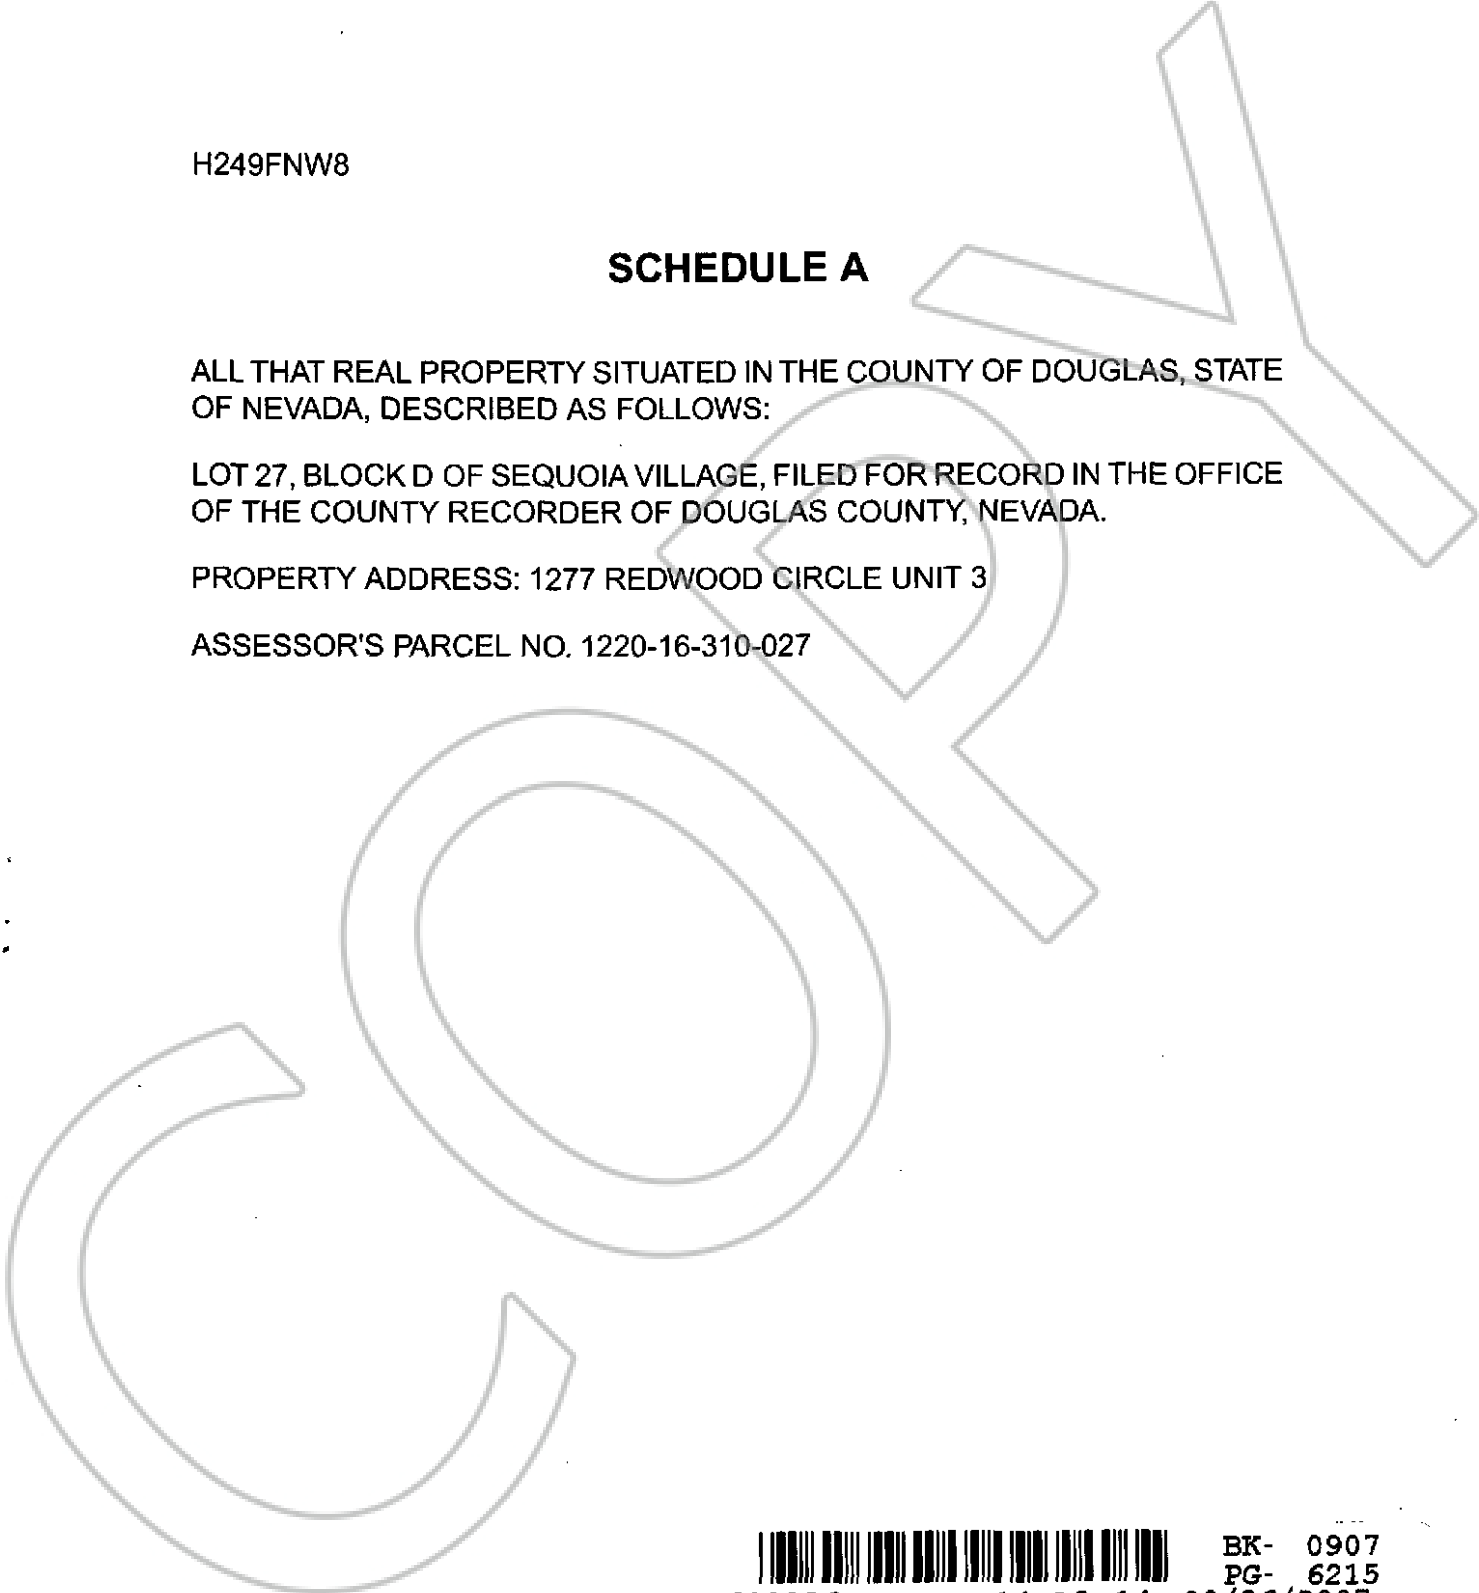 H249FNW8
SCHEDULE A
ALL THAT REAL PROPERTY SITUATED IN THE COUNTY OF DOUGLAS, STATE
OF NEVADA, DESCRIBED AS FOLLOWS:
LOT 27, BLOCK D OF SEQUOIA VILLAGE, FILED FOR RECORD IN THE OFFICE
OF THE COUNTY RECORDER OF DOUGLAS COUNTY, NEVADA.
PROPERTY ADDRESS: 1277 REDWOOD CIRCLE UNIT 3
ASSESSOR'S PARCEL NO. 1220-16-310-027
COPY
BK- 0907
PG- 6215